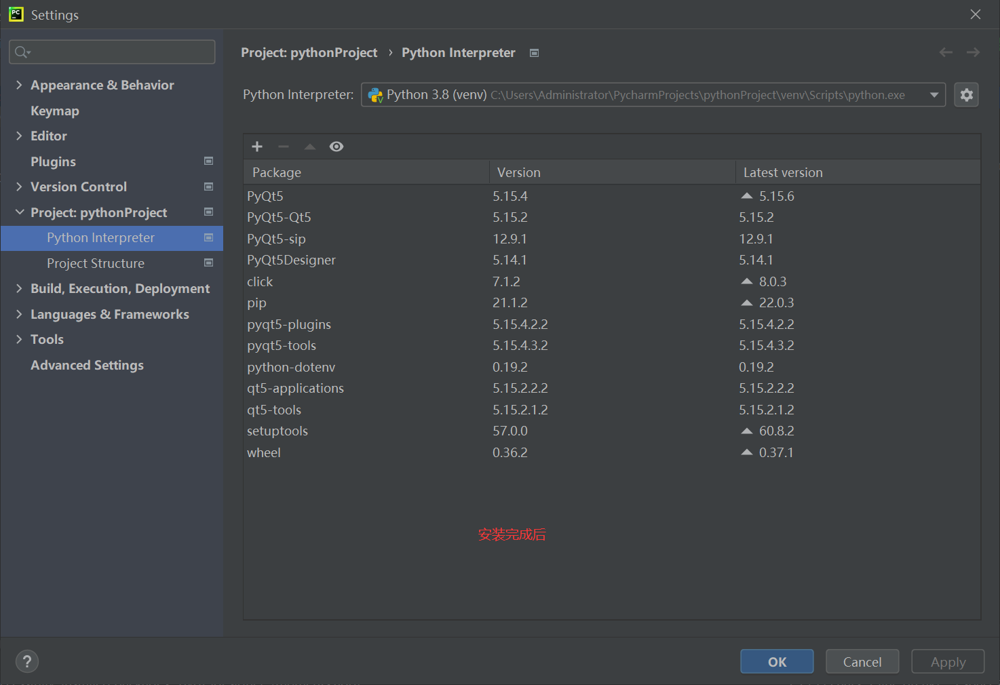 Settings
Project: pythonProject › Python Interpreter
Python Interpreter: Python 3.8 (venv) C:\Users\Administrator\PycharmProjects\pythonProject\venv\Scripts\python.exe
Appearance & Behavior
Keymap
Editor
Plugins
Version Control
Project: pythonProject
Python Interpreter
Project Structure
Build, Execution, Deployment
Languages & Frameworks
Tools
Advanced Settings
Package Version Latest version
PyQt5 5.15.4 5.15.6
PyQt5-Qt5 5.15.2 5.15.2
PyQt5-sip 12.9.1 12.9.1
PyQt5Designer 5.14.1 5.14.1
click 7.1.2 8.0.3
pip 21.1.2 22.0.3
pyqt5-plugins 5.15.4.2.2 5.15.4.2.2
pyqt5-tools 5.15.4.3.2 5.15.4.3.2
python-dotenv 0.19.2 0.19.2
qt5-applications 5.15.2.2.2 5.15.2.2.2
qt5-tools 5.15.2.1.2 5.15.2.1.2
setuptools 57.0.0 60.8.2
wheel 0.36.2 0.37.1
安装完成后
? OK Cancel Apply